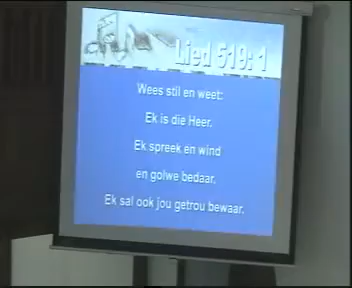 Lied 519: 1
Wees stil en weet:
Ek is die Heer.
Ek spreek en wind
en golwe bedaar.
Ek sal ook jou getrou bewaar.